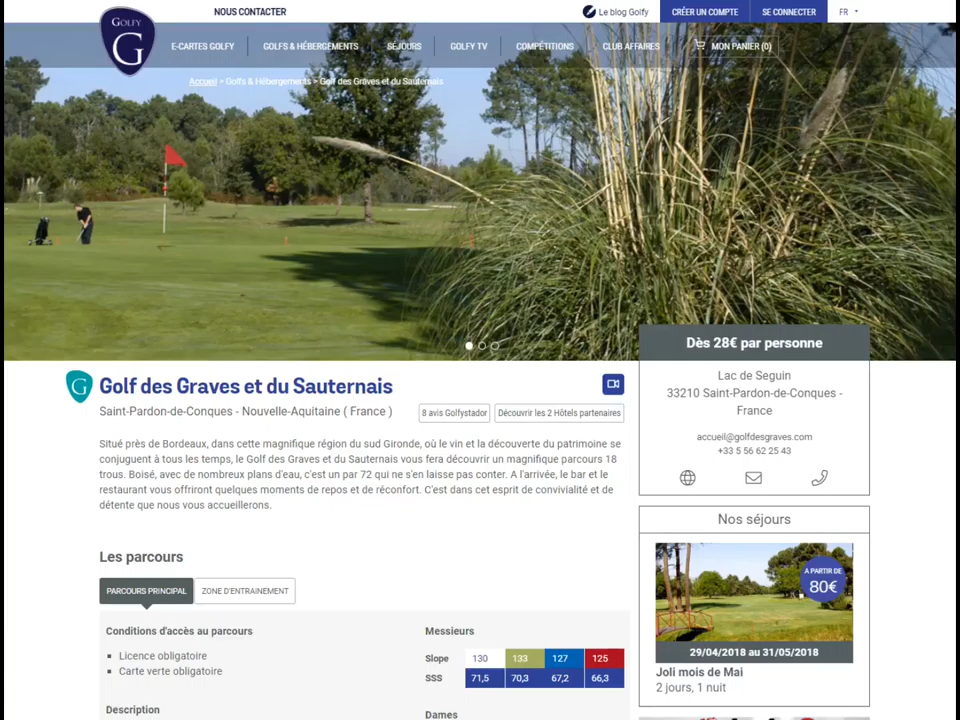 NOUS CONTACTER
Le blog Golfy
CRÉER UN COMPTE
SE CONNECTER
FR
GOLFY
G
E-CARTES GOLFY
GOLFS & HÉBERGEMENTS
SÉJOURS
GOLFY TV
COMPÉTITIONS
CLUB AFFAIRES
MON PANIER (0)
Accueil > Golfs & Hébergements > Golf des Graves et du Sauternais
Dès 28€ par personne
Lac de Seguin
33210 Saint-Pardon-de-Conques -
France
accueil@golfdesgraves.com
+33 5 56 62 25 43
G
Golf des Graves et du Sauternais
Saint-Pardon-de-Conques - Nouvelle-Aquitaine ( France )
8 avis Golfystador
Découvrir les 2 Hôtels partenaires
Situé près de Bordeaux, dans cette magnifique région du sud Gironde, où le vin et la découverte du patrimoine se
conjuguent à tous les temps, le Golf des Graves et du Sauternais vous fera découvrir un magnifique parcours 18
trous. Boisé, avec de nombreux plans d'eau, c'est un par 72 qui ne s'en laisse pas conter. A l'arrivée, le bar et le
restaurant vous offriront quelques moments de repos et de réconfort. C'est dans cet esprit de convivialité et de
détente que nous vous accueillerons.
Nos séjours
A PARTIR DE
80€
29/04/2018 au 31/05/2018
Joli mois de Mai
2 jours, 1 nuit
Les parcours
PARCOURS PRINCIPAL
ZONE D'ENTRAINEMENT
Conditions d'accès au parcours
Licence obligatoire
Carte verte obligatoire
Description
Messieurs
Slope 130 133 127 125
SSS 71,5 70,3 67,2 66,3
Dames